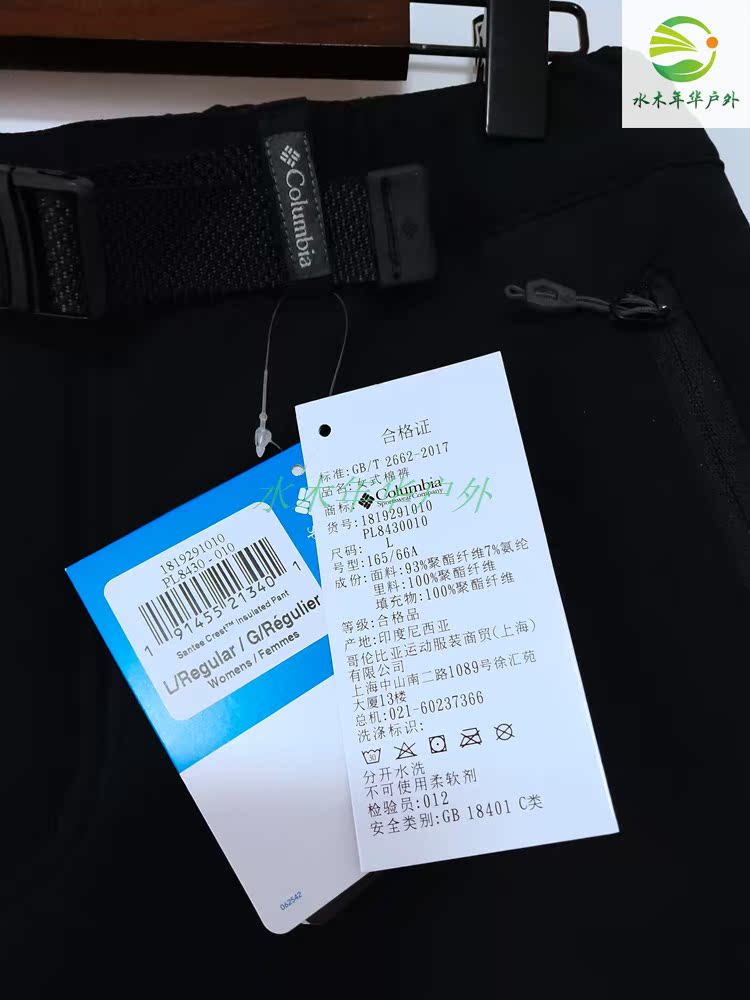 水木年华户外
Columbia
合格证
标准:GB/T 2662-2017
品名:女式棉裤
商标:
Columbia
Sportswear Company
货号:1819291010
PL8430010
尺码: L
号型:165/66A
成份:面料:93%聚酯纤维7%氨纶
里料:100%聚酯纤维
填充物:100%聚酯纤维
等级:合格品
产地:印度尼西亚
哥伦比亚运动服装商贸(上海)
有限公司
上海中山南二路1089号徐汇苑
大厦13楼
总机:021-60237366
洗涤标识:
30
分开水洗
不可使用柔软剂
检验员:012
安全类别:GB 18401 C类
水木年华户外
1819291010
PL8430 - 010
1 91455 21340 1
Santee Crest™ Insulated Pant
L/Regular / G/Régulier
Womens / Femmes
062542